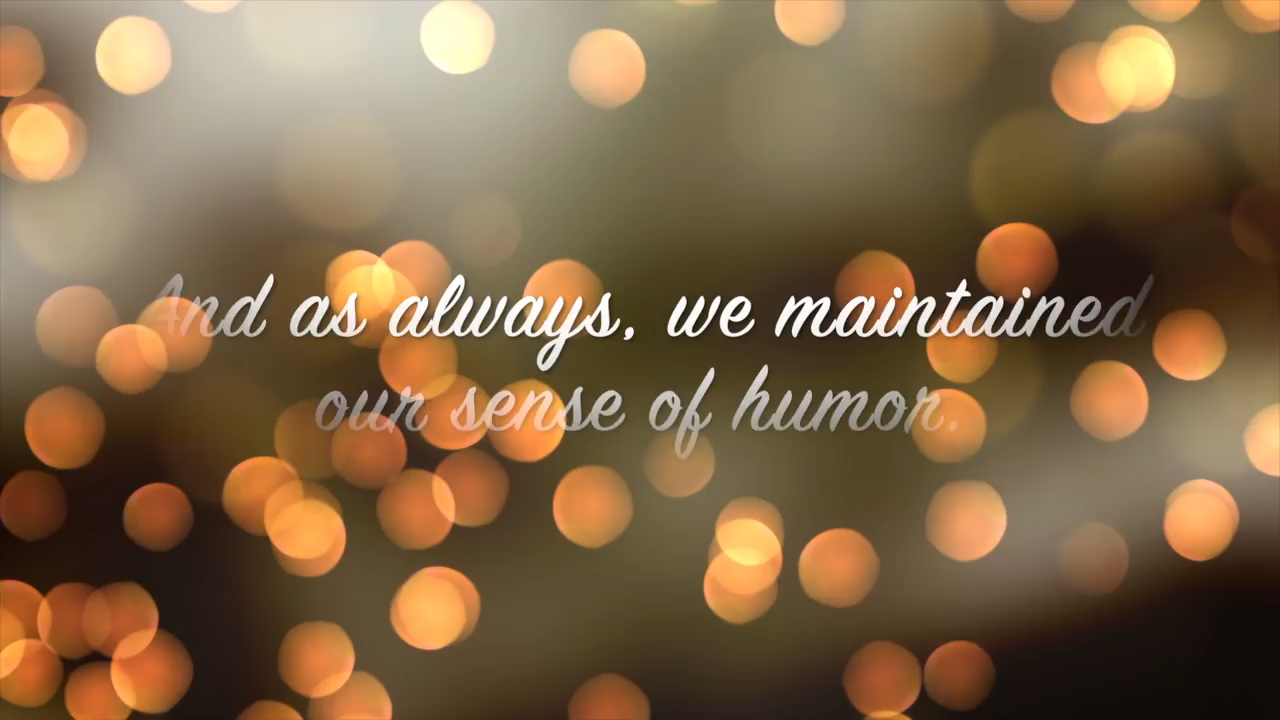 And as always, we maintained
our sense of humor.